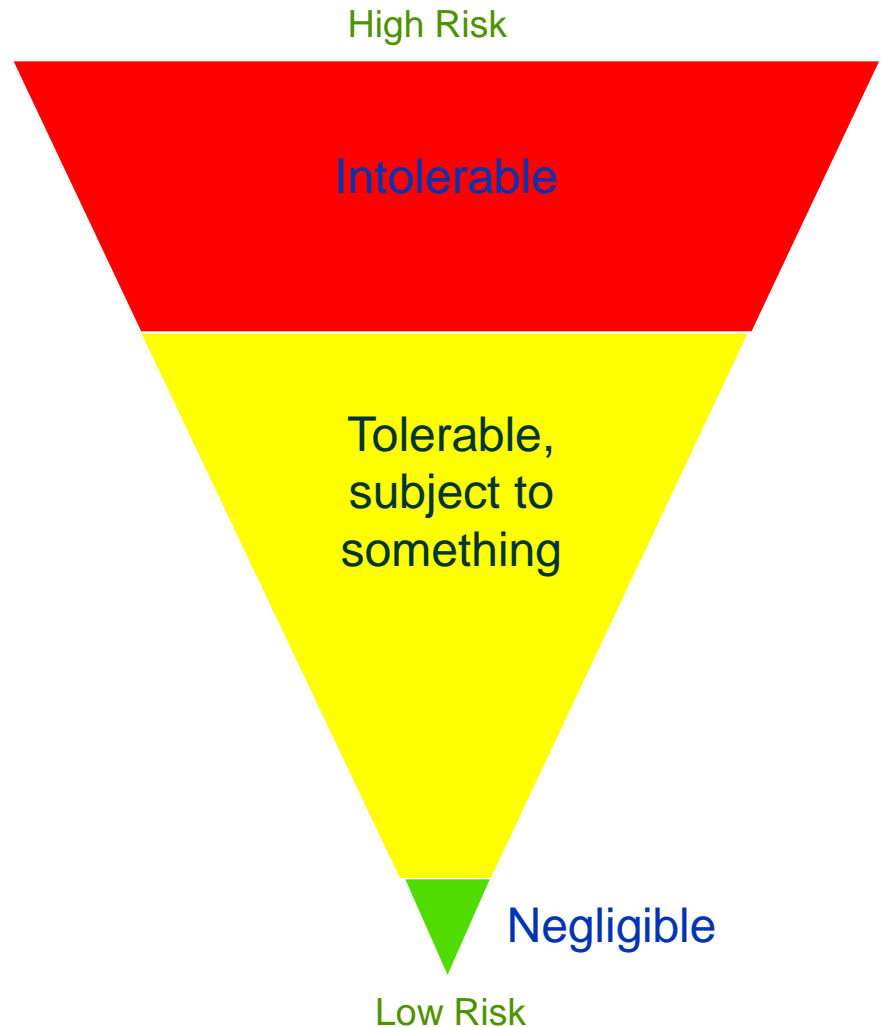 High Risk
Intolerable
Tolerable,
subject to
something
Negligible
Low Risk